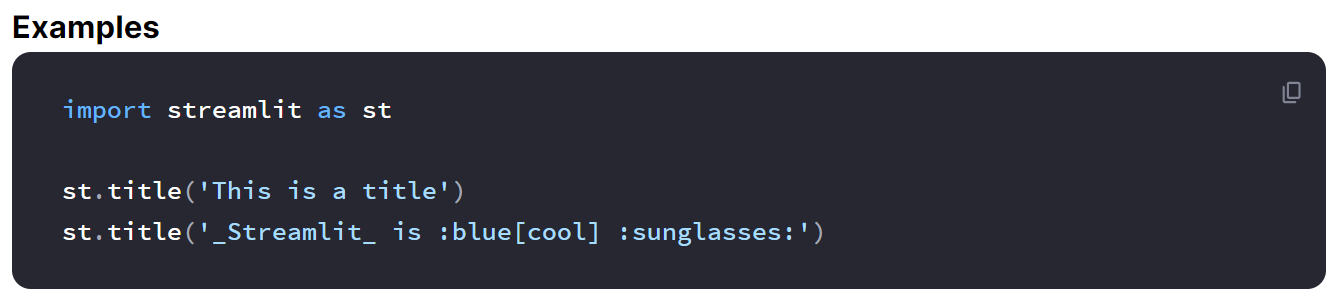 Examples
import streamlit as st
st.title('This is a title')
st.title('_Streamlit_ is :blue[cool] :sunglasses:')